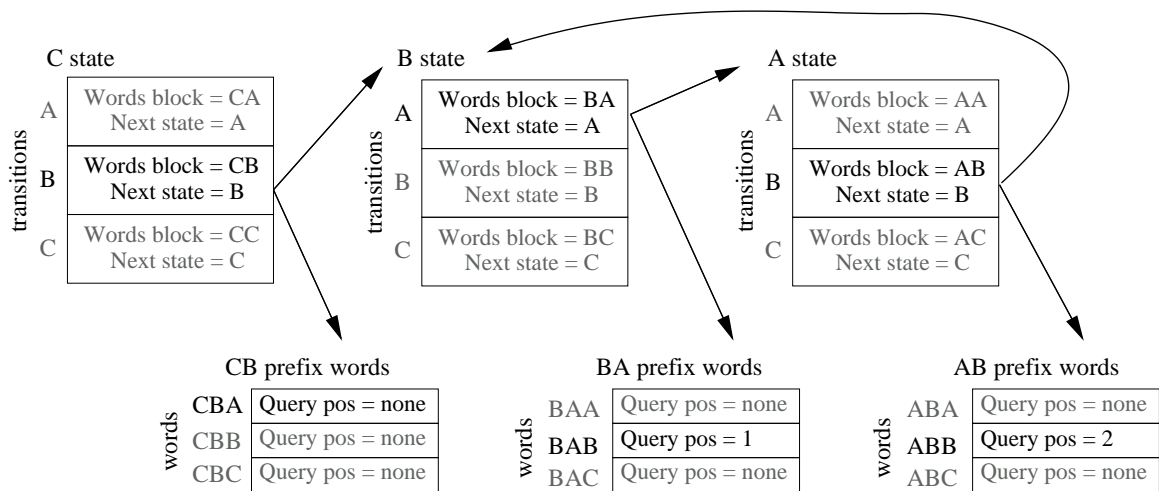 C state
B state
A state
transitions
A
Words block = CA
Next state = A
B
Words block = CB
Next state = B
C
Words block = CC
Next state = C
transitions
A
Words block = BA
Next state = A
B
Words block = BB
Next state = B
C
Words block = BC
Next state = C
transitions
A
Words block = AA
Next state = A
B
Words block = AB
Next state = B
C
Words block = AC
Next state = C
CB prefix words
words
CBA Query pos = none
CBB Query pos = none
CBC Query pos = none
BA prefix words
words
BAA Query pos = none
BAB Query pos = 1
BAC Query pos = none
AB prefix words
words
ABA Query pos = none
ABB Query pos = 2
ABC Query pos = none